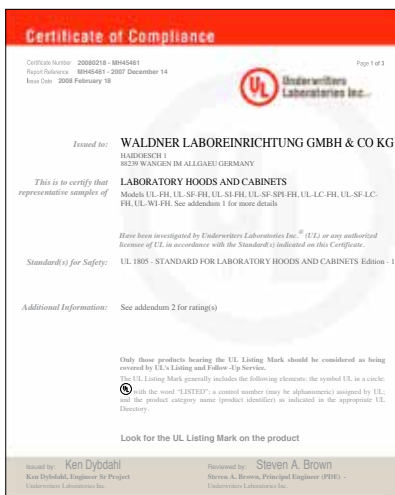 Certificate of Compliance
Certificate Number 20080218 - MH45461
Page 1 of 3
Report Reference MH45461 - 2007 December 14
Issue Date 2008 February 18
UL
Underwriters
Laboratories Inc.
Issued to: WALDNER LABOREINRICHTUNG GMBH & CO KG
HAIDOESCH 1
88239 WANGEN IM ALLGAEU GERMANY
This is to certify that LABORATORY HOODS AND CABINETS
representative samples of Models UL-FH, UL-SF-FH, UL-SI-FH, UL-SF-SPI-FH, UL-LC-FH, UL-SF-LC-
FH, UL-WI-FH. See addendum 1 for more details
Have been investigated by Underwriters Laboratories Inc.® (UL) or any authorized
licensee of UL in accordance with the Standard(s) indicated on this Certificate.
Standard(s) for Safety: UL 1805 - STANDARD FOR LABORATORY HOODS AND CABINETS Edition - 1
Additional Information: See addendum 2 for rating(s)
Only those products bearing the UL Listing Mark should be considered as being
covered by UL's Listing and Follow-Up Service.
The UL Listing Mark generally includes the following elements: the symbol UL in a circle:
UL with the word "LISTED"; a control number (may be alphanumeric) assigned by UL;
and the product category name (product identifier) as indicated in the appropriate UL
Directory.
Look for the UL Listing Mark on the product
Issued by: Ken Dybdahl
Reviewed by: Steven A. Brown
Ken Dybdahl, Engineer Sr Project
Steven A. Brown, Principal Engineer (PDE) -
Underwriters Laboratories Inc.
Underwriters Laboratories Inc.